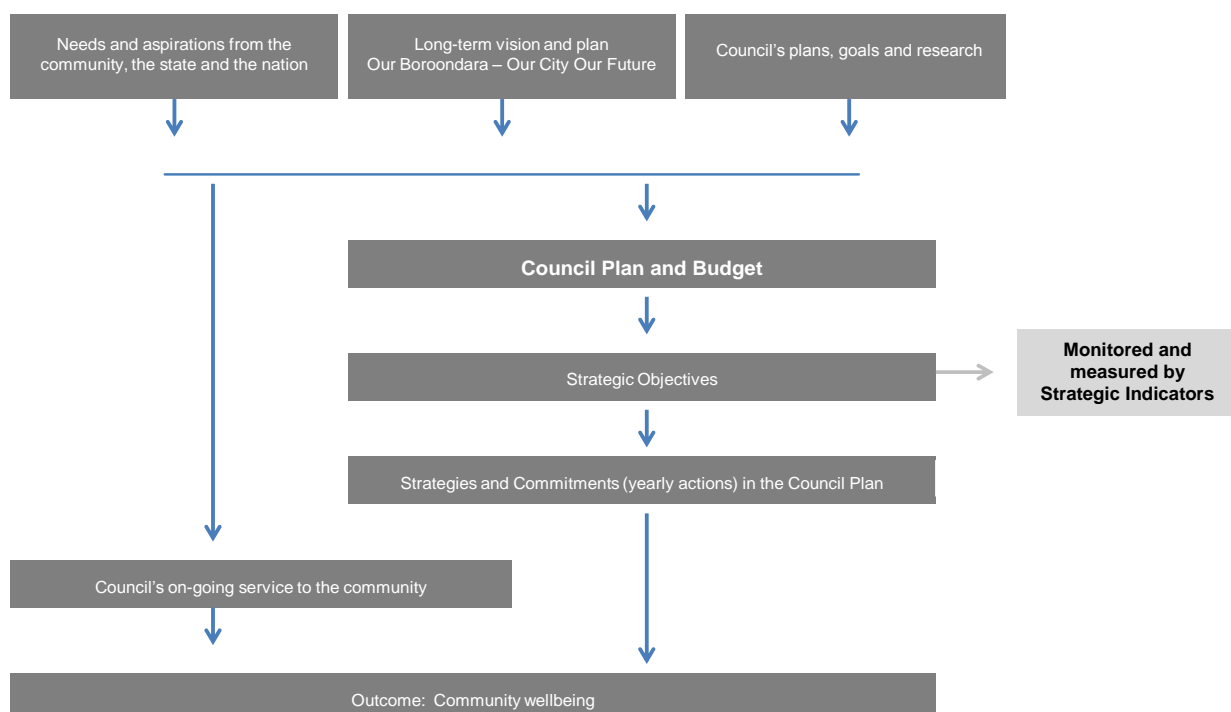 Needs and aspirations from the
community, the state and the nation
Long-term vision and plan
Our Boroondara – Our City Our Future
Council’s plans, goals and research
Council Plan and Budget
Strategic Objectives
Monitored and
measured by
Strategic Indicators
Strategies and Commitments (yearly actions) in the Council Plan
Council’s on-going service to the community
Outcome:  Community wellbeing